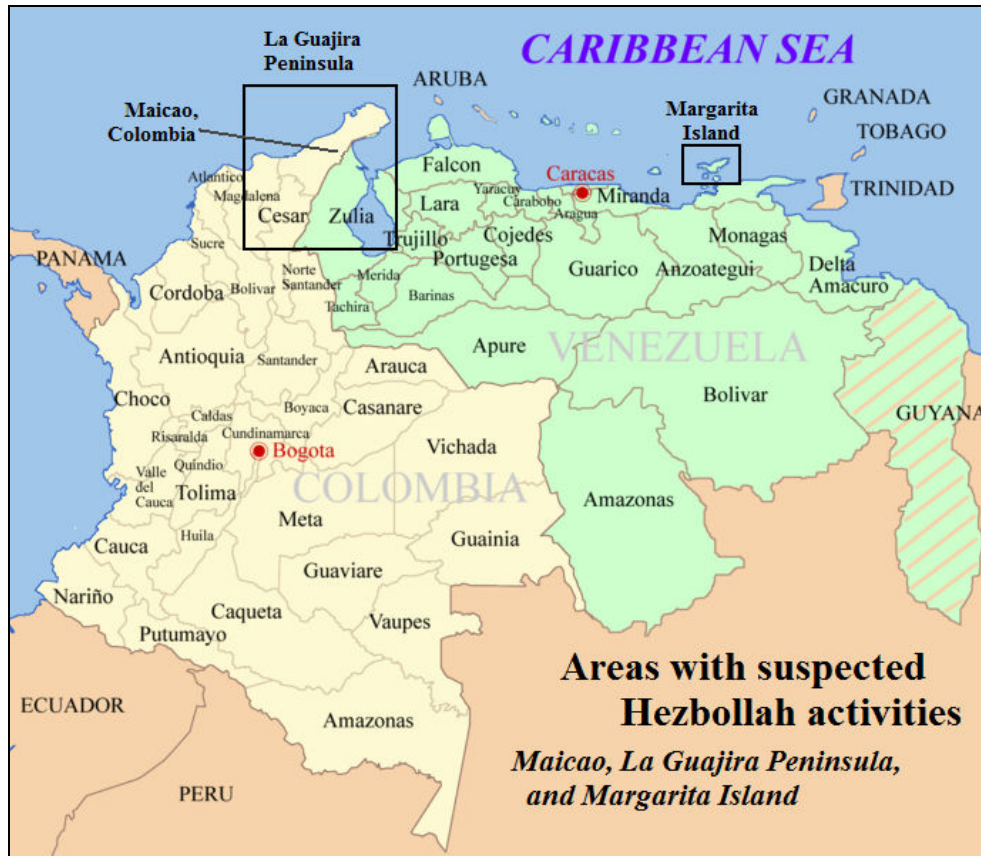 La Guajira
Peninsula
CARIBBEAN SEA
ARUBA
Maicao,
Colombia
Margarita
Island
GRANADA
TOBAGO
TRINIDAD
Atlantico
Magdalena
Cesar
Zulia
Falcon
Lara
Yaracuy
Carabobo
Aragua
Caracas
Miranda
Trujillo
Cojedes
Portugesa
Guarico
Anzoategui
Monagas
Delta
Amacuro
PANAMA
Sucre
Cordoba
Bolivar
Norte
Santander
Merida
Tachira
Barinas
Apure
VENEZUELA
Bolivar
GUYANA
Antioquia
Santander
Arauca
Choco
Caldas
Boyaca
Casanare
Risaralda
Cundinamarca
Bogota
Vichada
Quindio
Valle
del
Cauca
Tolima
COLOMBIA
Amazonas
Meta
Huila
Guainia
Cauca
Guaviare
Nariño
Caqueta
Vaupes
Putumayo
ECUADOR
Amazonas
PERU
Areas with suspected
Hezbollah activities
Maicao, La Guajira Peninsula,
and Margarita Island